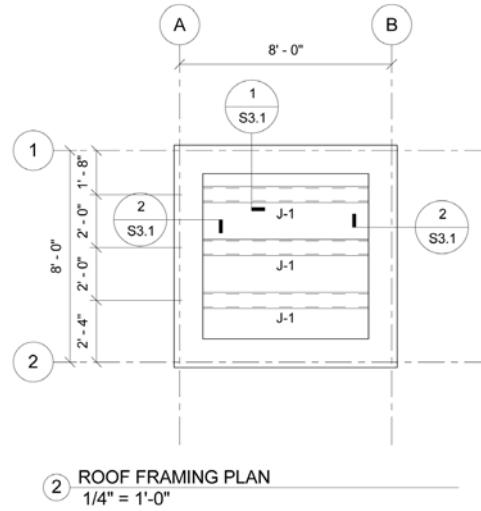 A
B
8' - 0"
1
S3.1
1
1' - 8"
2
S3.1
2
S3.1
J-1
2' - 0"
8' - 0"
J-1
2' - 0"
J-1
2' - 4"
2
2
ROOF FRAMING PLAN
1/4" = 1'-0"